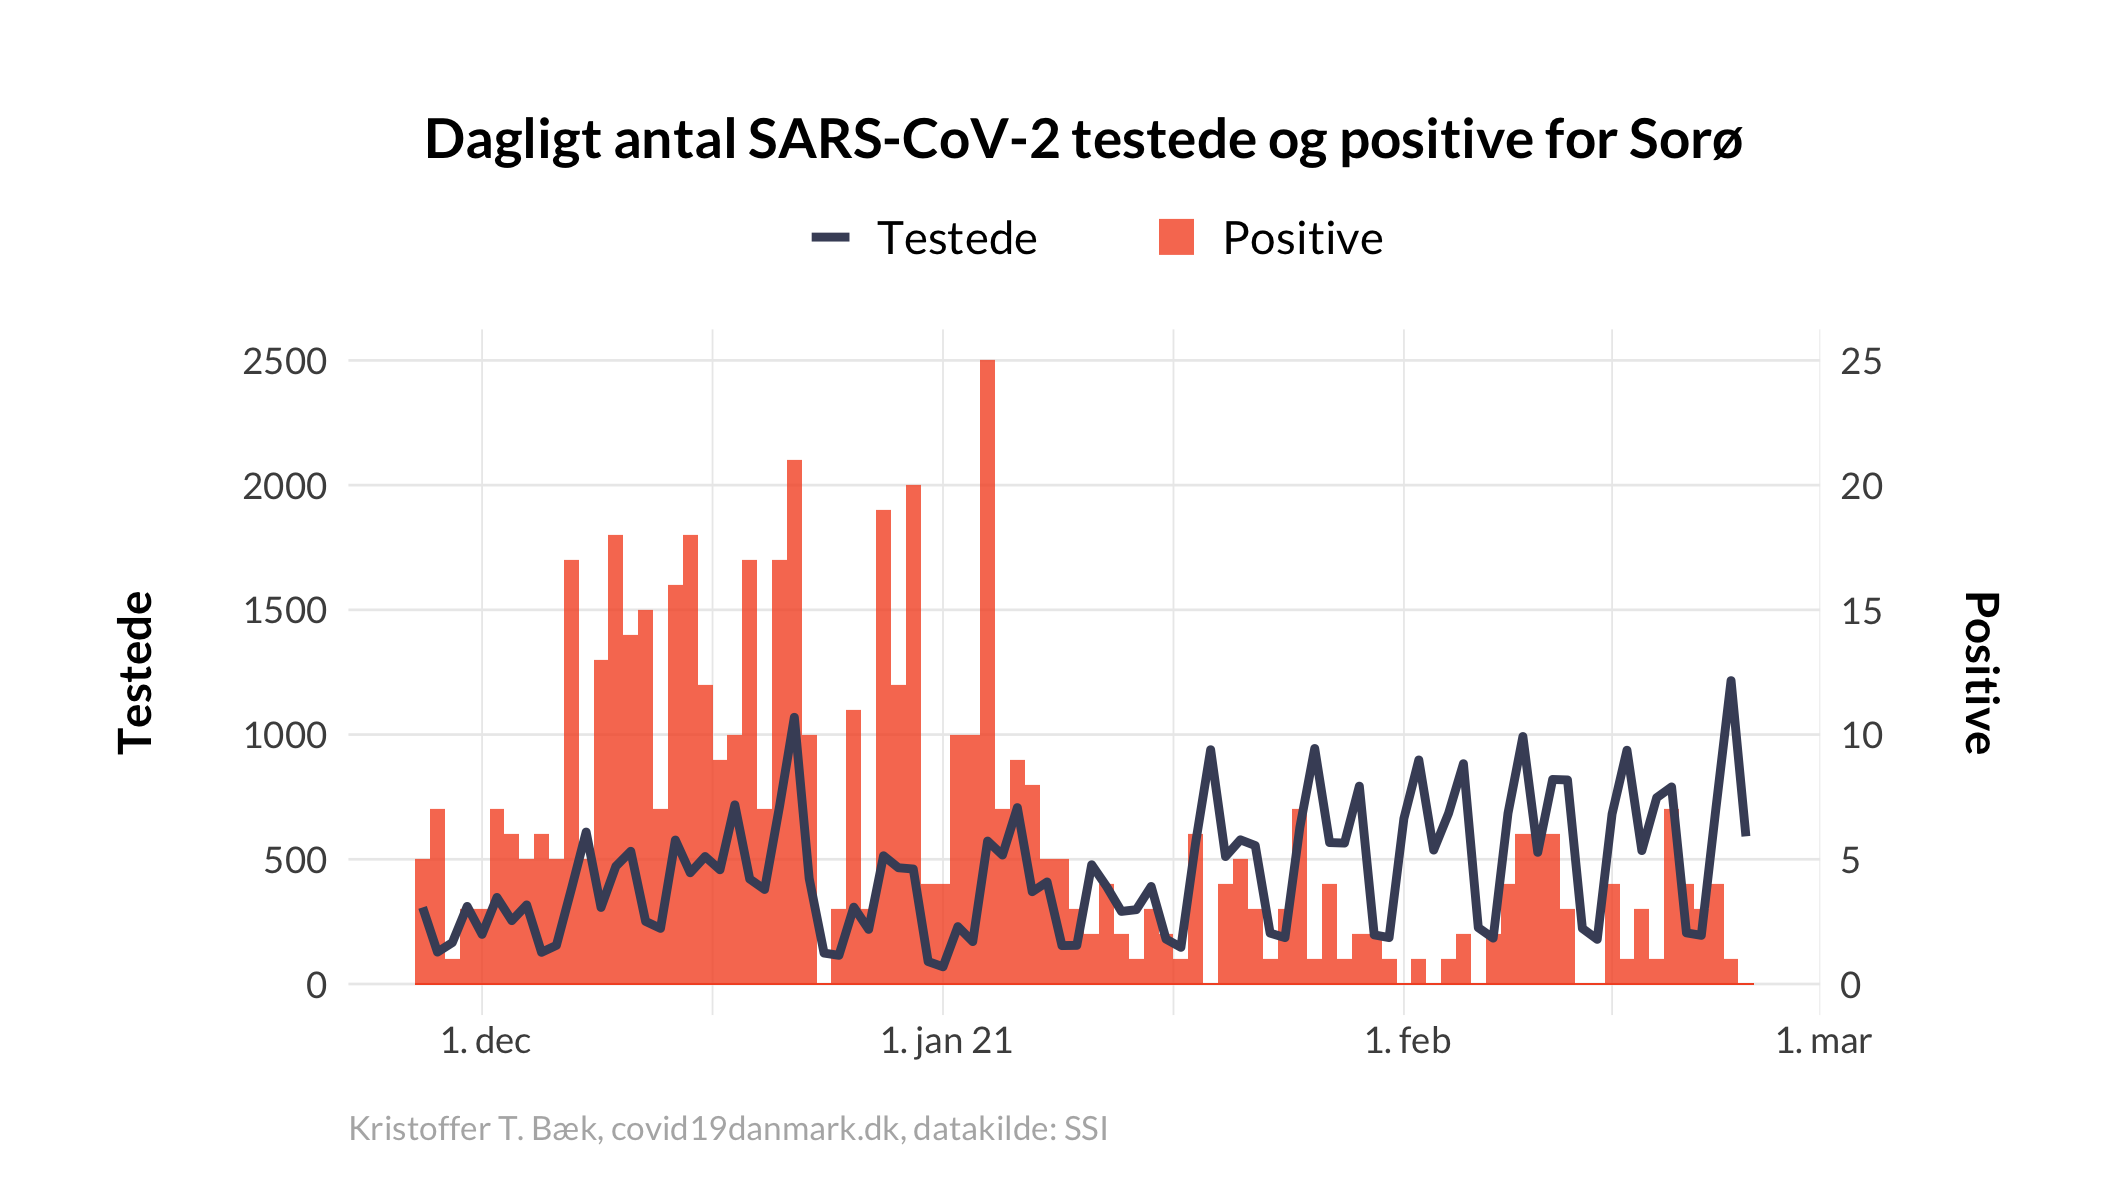 Dagligt antal SARS-CoV-2 testede og positive for Sorø
Testede Positive
2500 25
2000 20
1500 15
1000 10
500 5
0 0
Testede
Positive
1. dec 1. jan 21 1. feb 1. mar
Kristoffer T. Bæk, covid19danmark.dk, datakilde: SSI